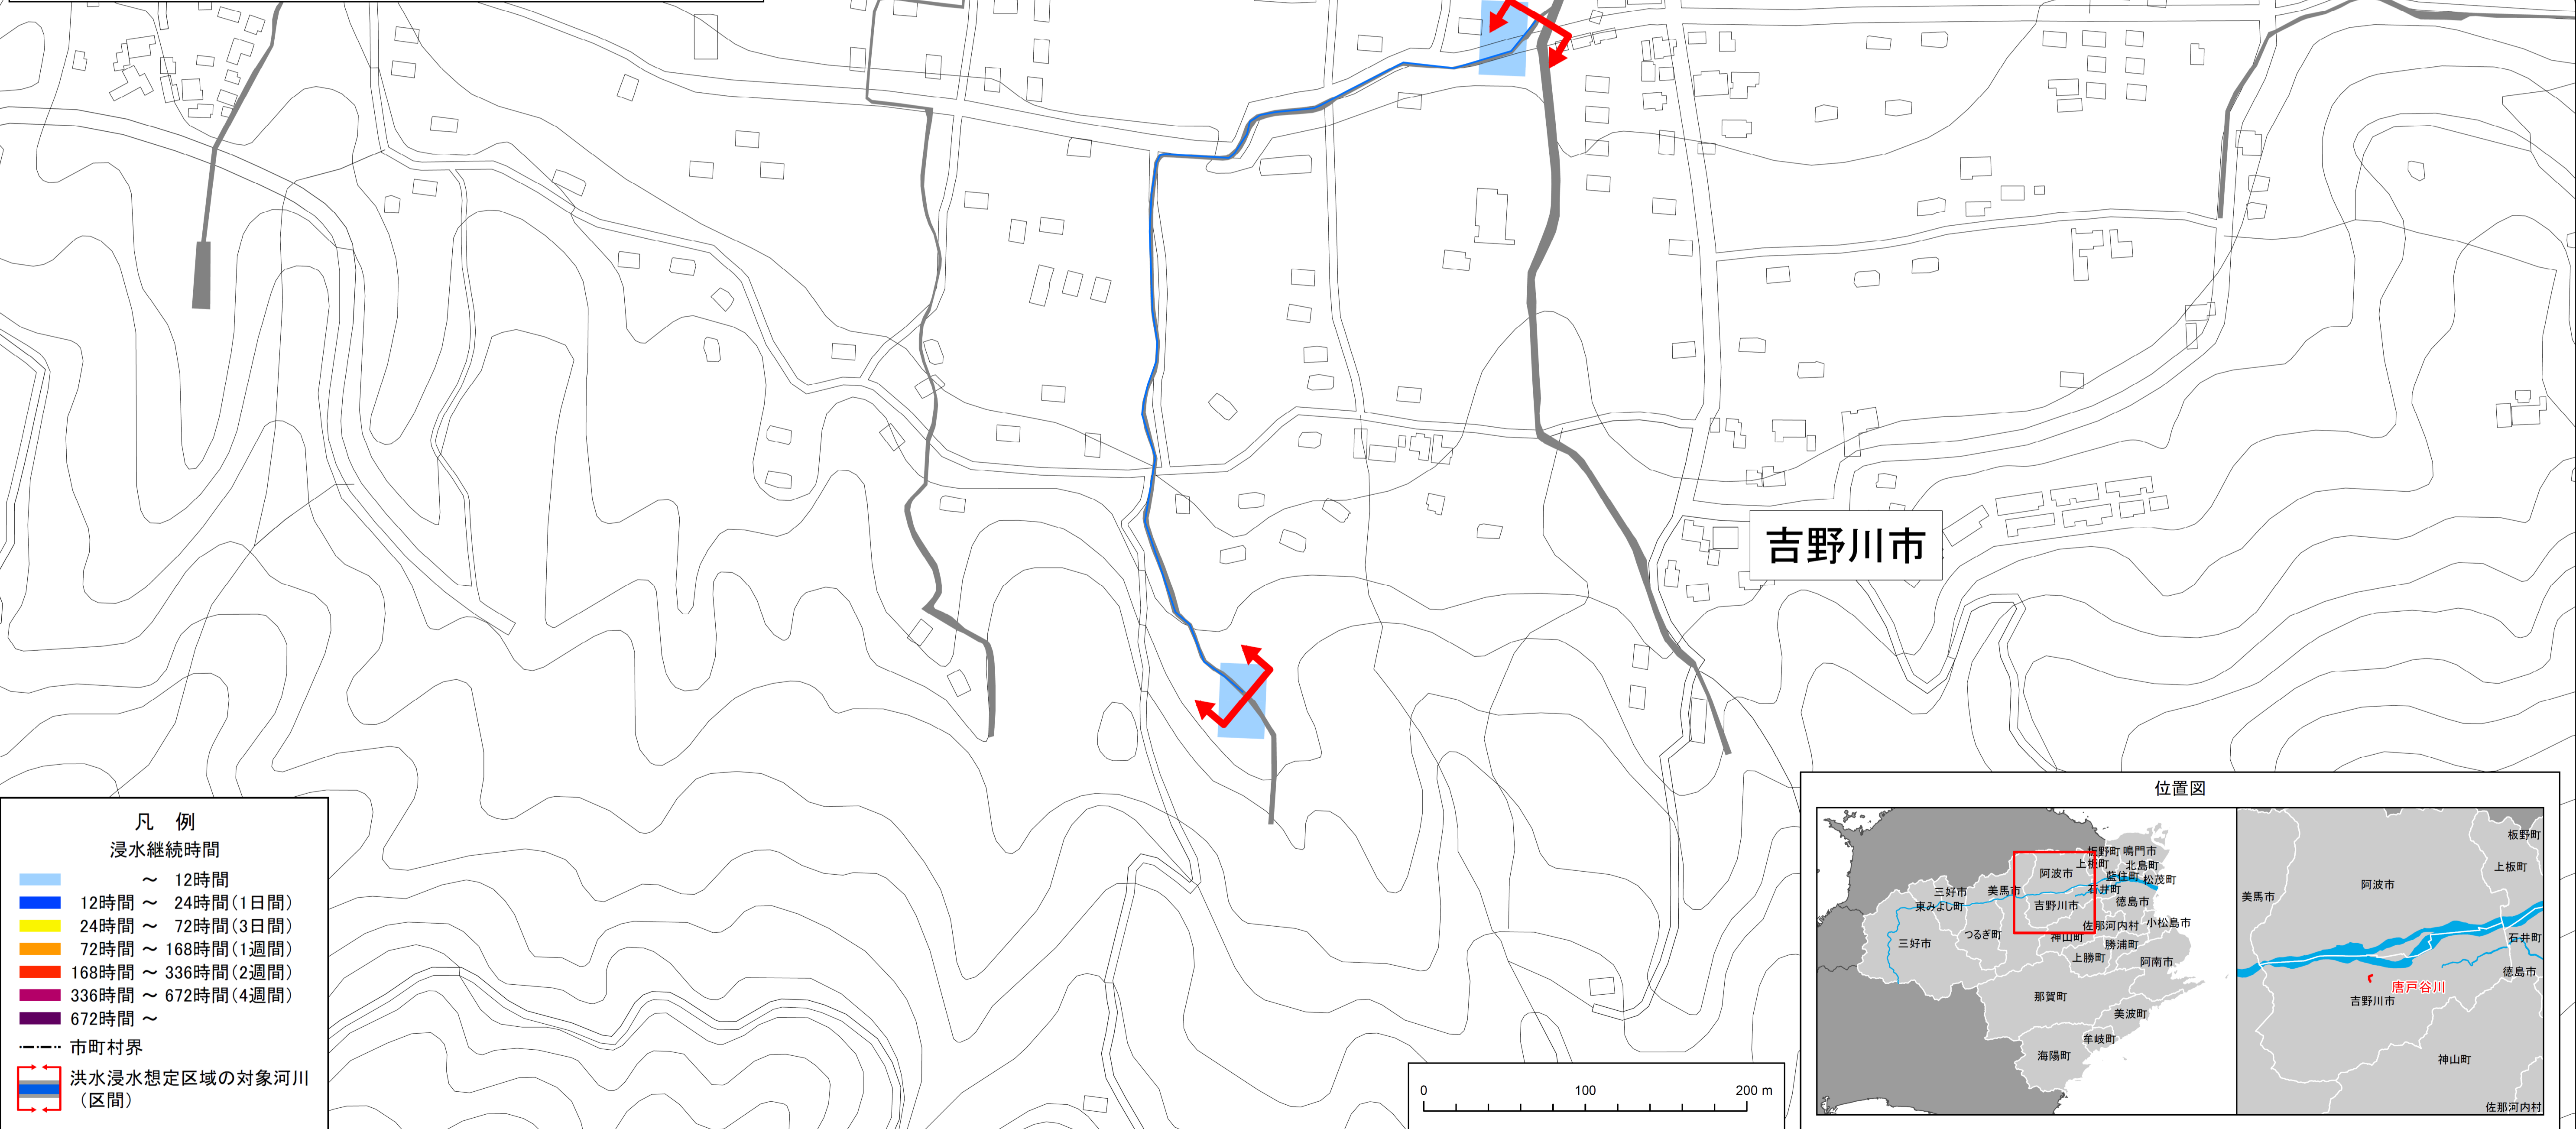 吉野川市
凡　例
浸水継続時間
～　12時間
12時間 ～　24時間(1日間)
24時間 ～　72時間(3日間)
72時間 ～ 168時間(1週間)
168時間 ～ 336時間(2週間)
336時間 ～ 672時間(4週間)
672時間 ～
市町村界
洪水浸水想定区域の対象河川
（区間）
0　100　200 m
位置図
板野町 鳴門市
上板町 北島町
阿波市 藍住町 松茂町
三好市 美馬市 石井町
東みよし町 吉野川市 徳島市
佐那河内村 小松島市
三好市 つるぎ町 神山町 勝浦町
上勝町 阿南市
那賀町
美波町
牟岐町
海陽町
板野町
上板町
阿波市
美馬市
石井町
徳島市
唐戸谷川
吉野川市
神山町
佐那河内村